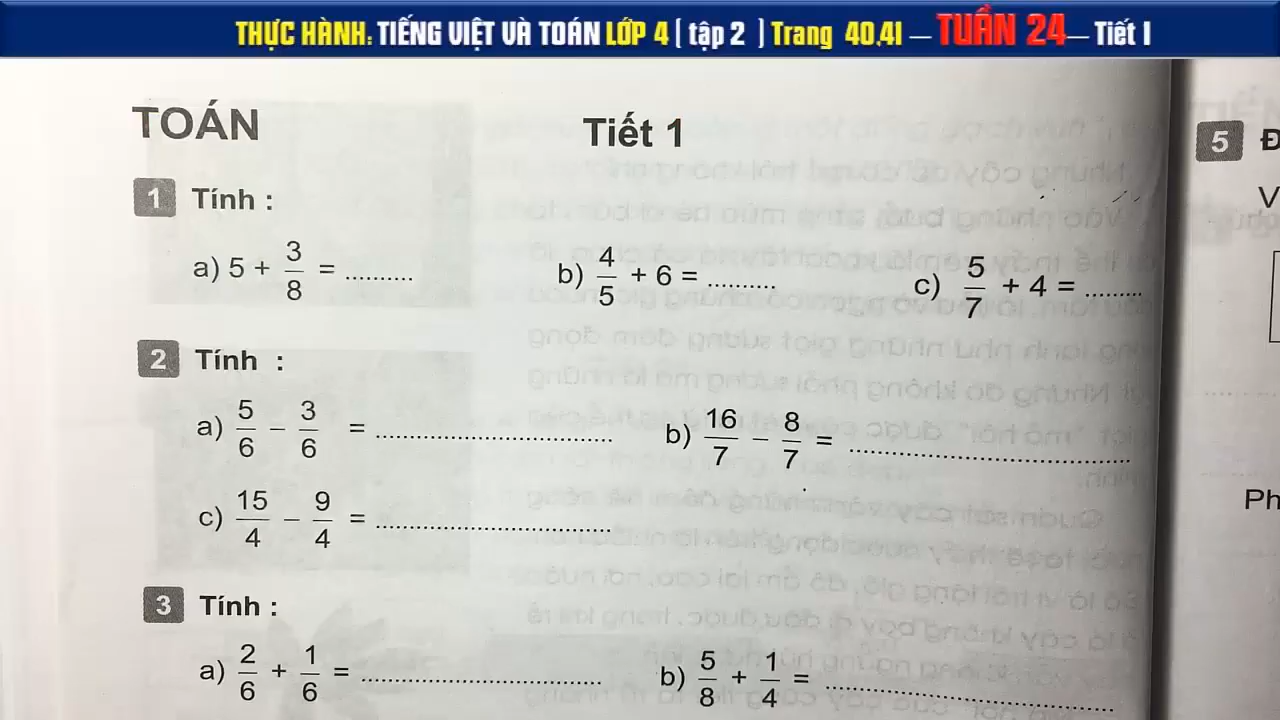 THỰC HÀNH: TIẾNG VIỆT VÀ TOÁN LỚP 4 ( tập 2 ) Trang 40,41 — TUẦN 24 — Tiết 1
TOÁN
Tiết 1
1 Tính :
a) 5 + 3/8 = .........
b) 4/5 + 6 = .........
c) 5/7 + 4 = ........
2 Tính :
a) 5/6 − 3/6 = ..............................
b) 16/7 − 8/7 = ....................................
c) 15/4 − 9/4 = ..............................
3 Tính :
a) 2/6 + 1/6 = ..............................
b) 5/8 + 1/4 = ....................................
5 Đ
V
Ph